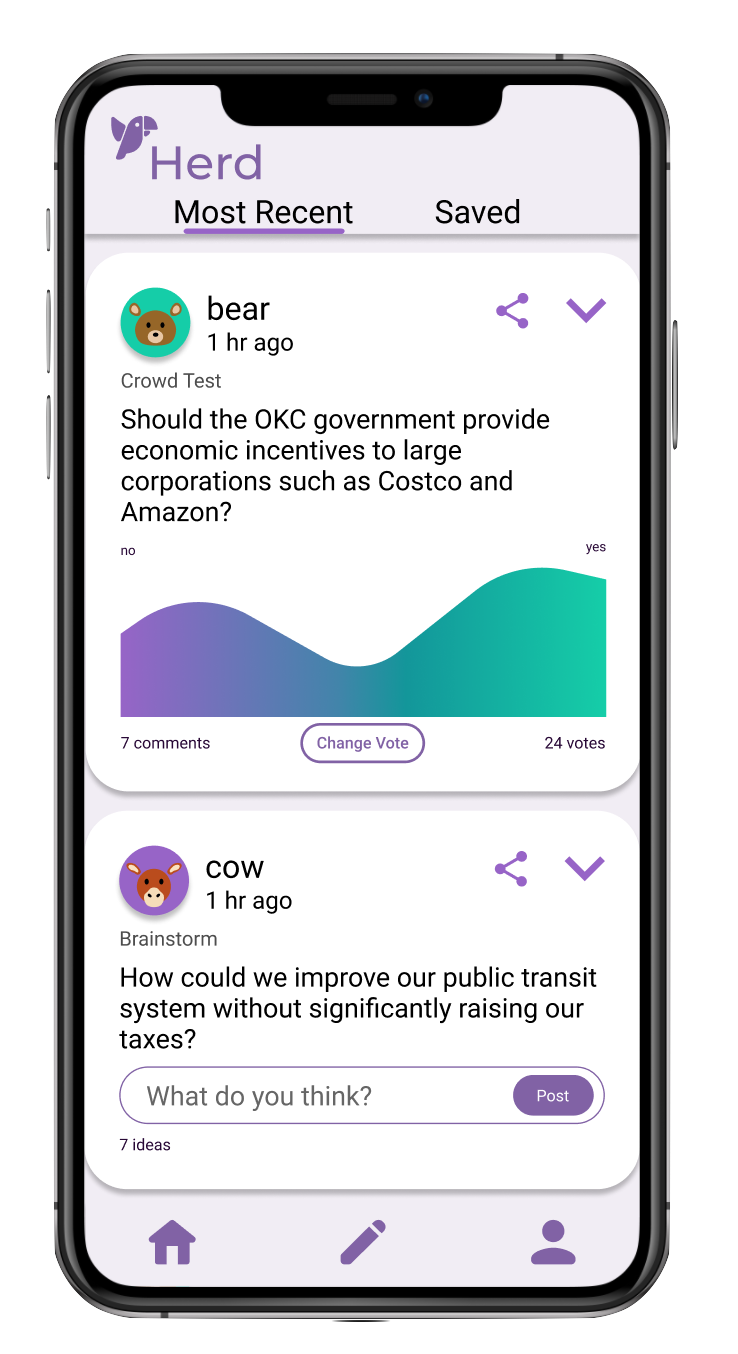 Herd
Most Recent Saved
bear
1 hr ago
Crowd Test
Should the OKC government provide
economic incentives to large
corporations such as Costco and
Amazon?
no yes
7 comments Change Vote 24 votes
cow
1 hr ago
Brainstorm
How could we improve our public transit
system without significantly raising our
taxes?
What do you think? Post
7 ideas